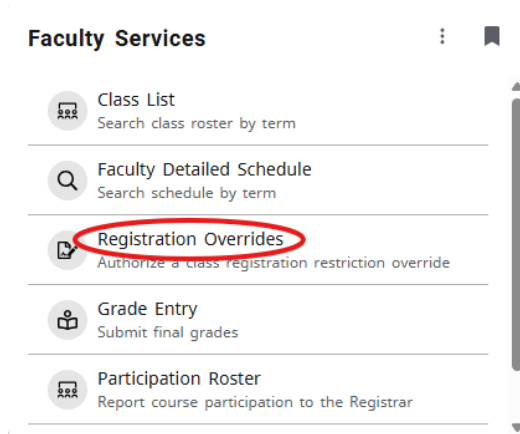 Faculty Services
Class List
Search class roster by term
Faculty Detailed Schedule
Search schedule by term
Registration Overrides
Authorize a class registration restriction override
Grade Entry
Submit final grades
Participation Roster
Report course participation to the Registrar